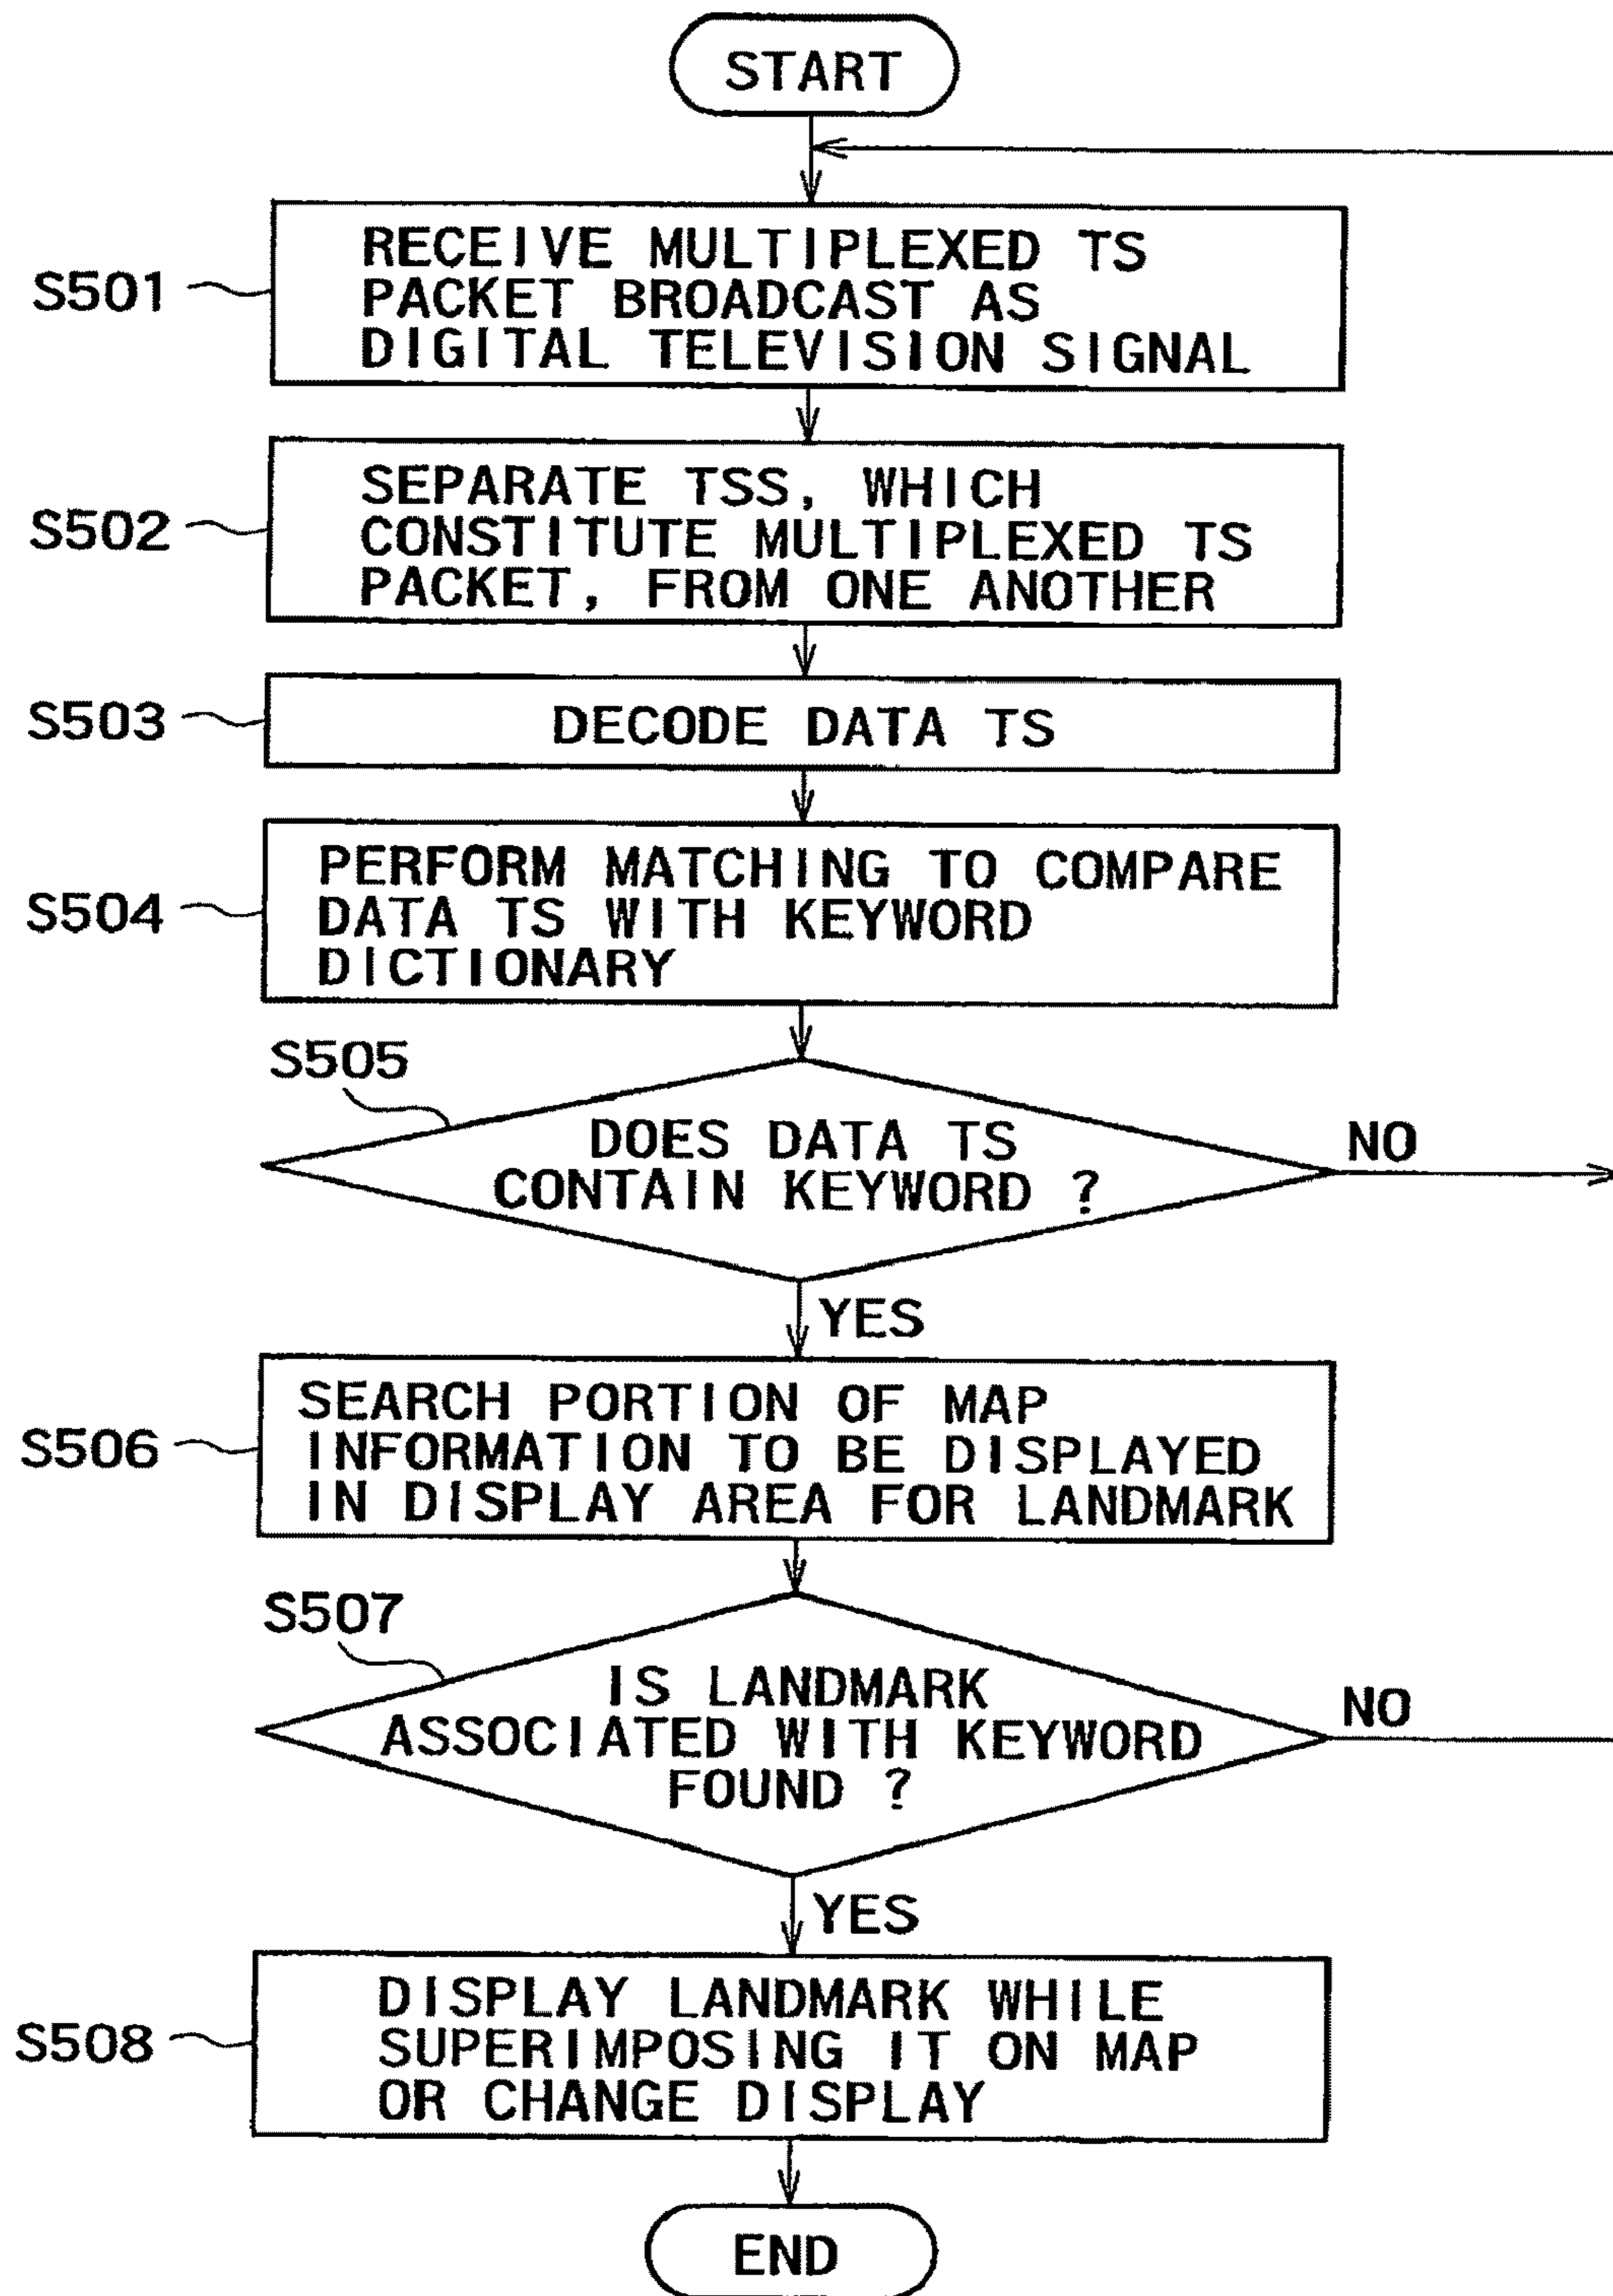 START
S501
RECEIVE MULTIPLEXED TS
PACKET BROADCAST AS
DIGITAL TELEVISION SIGNAL
S502
SEPARATE TSS, WHICH
CONSTITUTE MULTIPLEXED TS
PACKET, FROM ONE ANOTHER
S503
DECODE DATA TS
S504
PERFORM MATCHING TO COMPARE
DATA TS WITH KEYWORD
DICTIONARY
S505
DOES DATA TS
CONTAIN KEYWORD ?
NO
YES
S506
SEARCH PORTION OF MAP
INFORMATION TO BE DISPLAYED
IN DISPLAY AREA FOR LANDMARK
S507
IS LANDMARK
ASSOCIATED WITH KEYWORD
FOUND ?
NO
YES
S508
DISPLAY LANDMARK WHILE
SUPERIMPOSING IT ON MAP
OR CHANGE DISPLAY
END